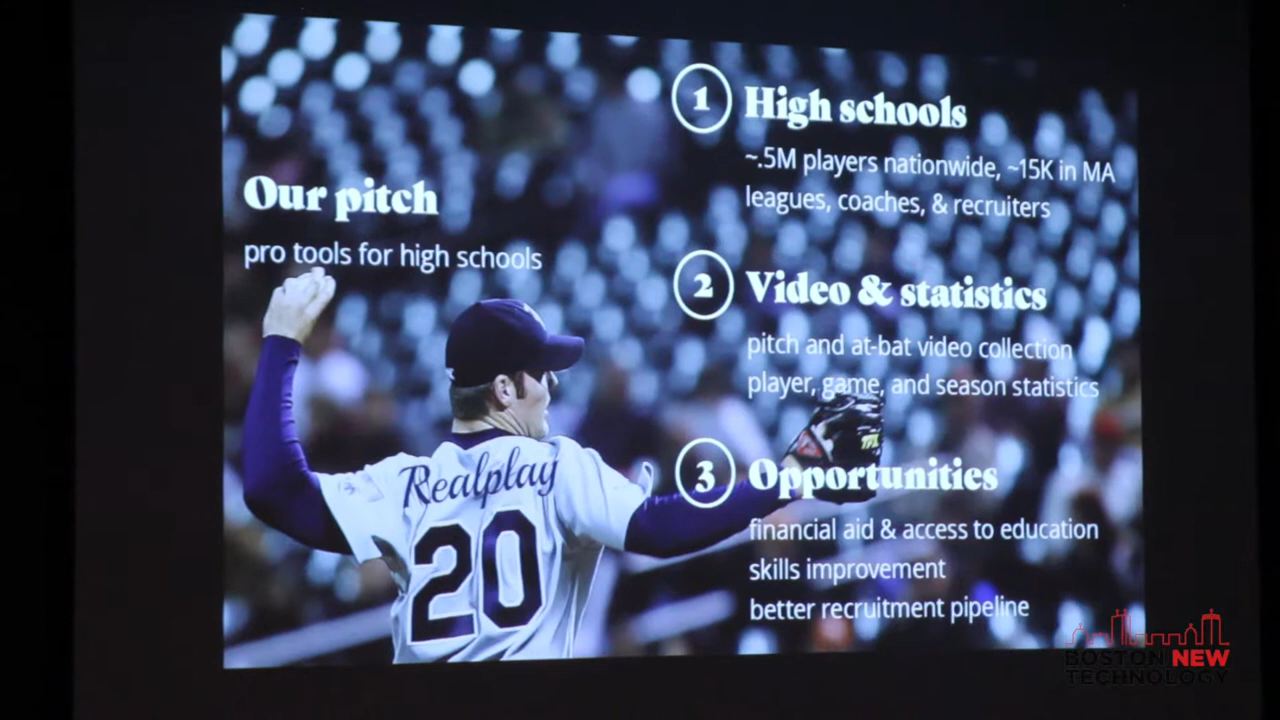 Our pitch
pro tools for high schools
Realplay
20
1 High schools
~.5M players nationwide, ~15K in MA
leagues, coaches, & recruiters
2 Video & statistics
pitch and at-bat video collection
player, game, and season statistics
3 Opportunities
financial aid & access to education
skills improvement
better recruitment pipeline
BOSTON NEW
TECHNOLOGY